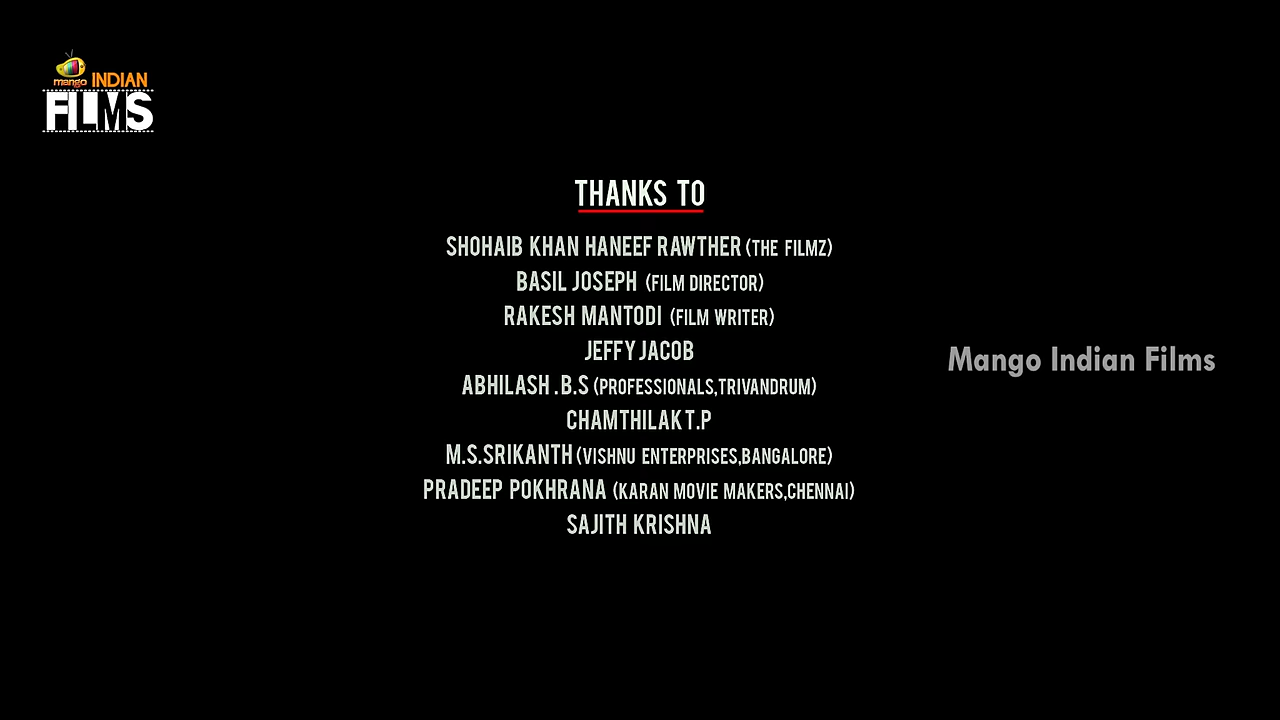 mango INDIAN
FILMS
THANKS TO
SHOHAIB KHAN HANEEF RAWTHER (THE FILMZ)
BASIL JOSEPH (FILM DIRECTOR)
RAKESH MANTODI (FILM WRITER)
JEFFY JACOB
ABHILASH .B.S (PROFESSIONALS,TRIVANDRUM)
CHAMTHILAK T.P
M.S.SRIKANTH (VISHNU ENTERPRISES,BANGALORE)
PRADEEP POKHRANA (KARAN MOVIE MAKERS,CHENNAI)
SAJITH KRISHNA
Mango Indian Films